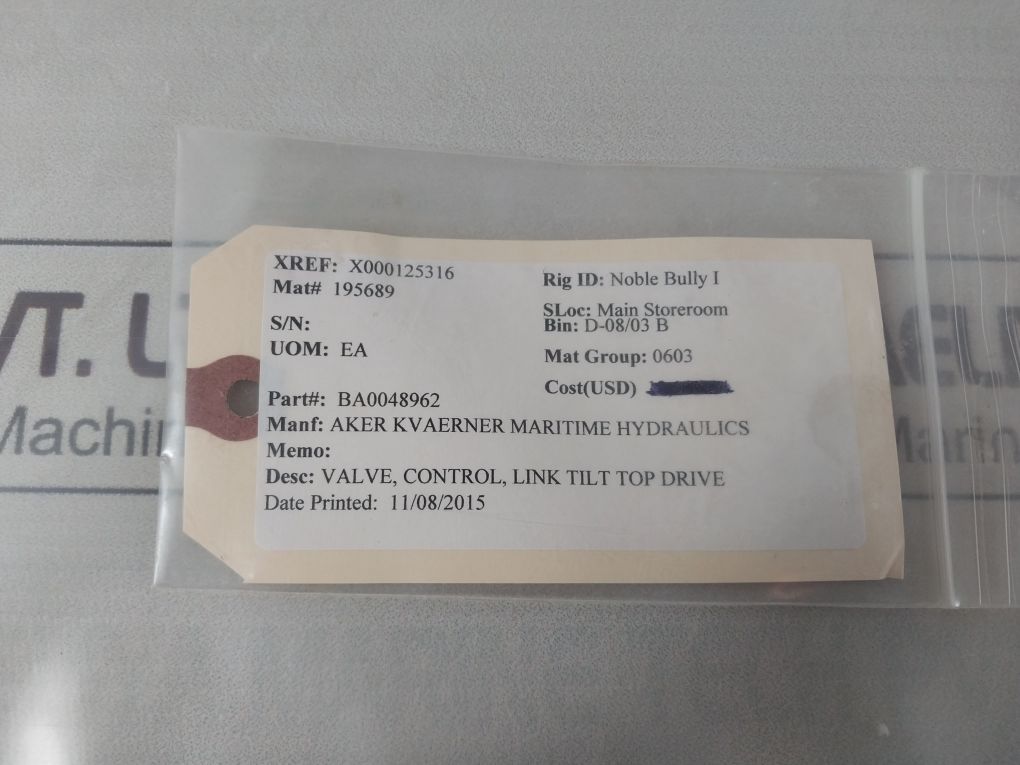 XREF: X000125316
Mat# 195689
S/N:
UOM: EA
Rig ID: Noble Bully I
SLoc: Main Storeroom
Bin: D-08/03 B
Mat Group: 0603
Cost(USD)
Part#: BA0048962
Manf: AKER KVAERNER MARITIME HYDRAULICS
Memo:
Desc: VALVE, CONTROL, LINK TILT TOP DRIVE
Date Printed: 11/08/2015